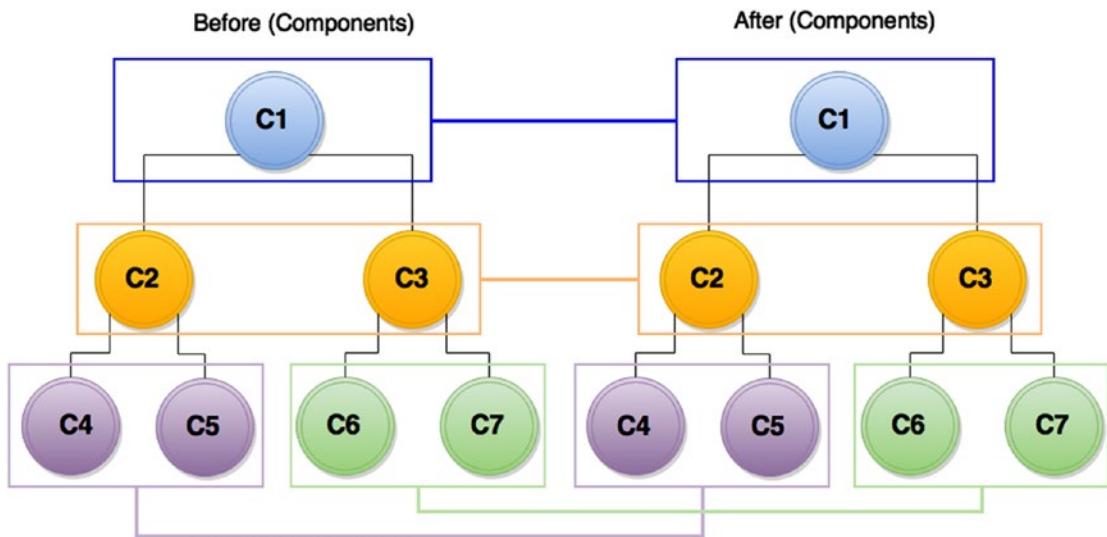 Before (Components)
After (Components)
C1
C1
C2
C3
C2
C3
C4
C5
C6
C7
C4
C5
C6
C7